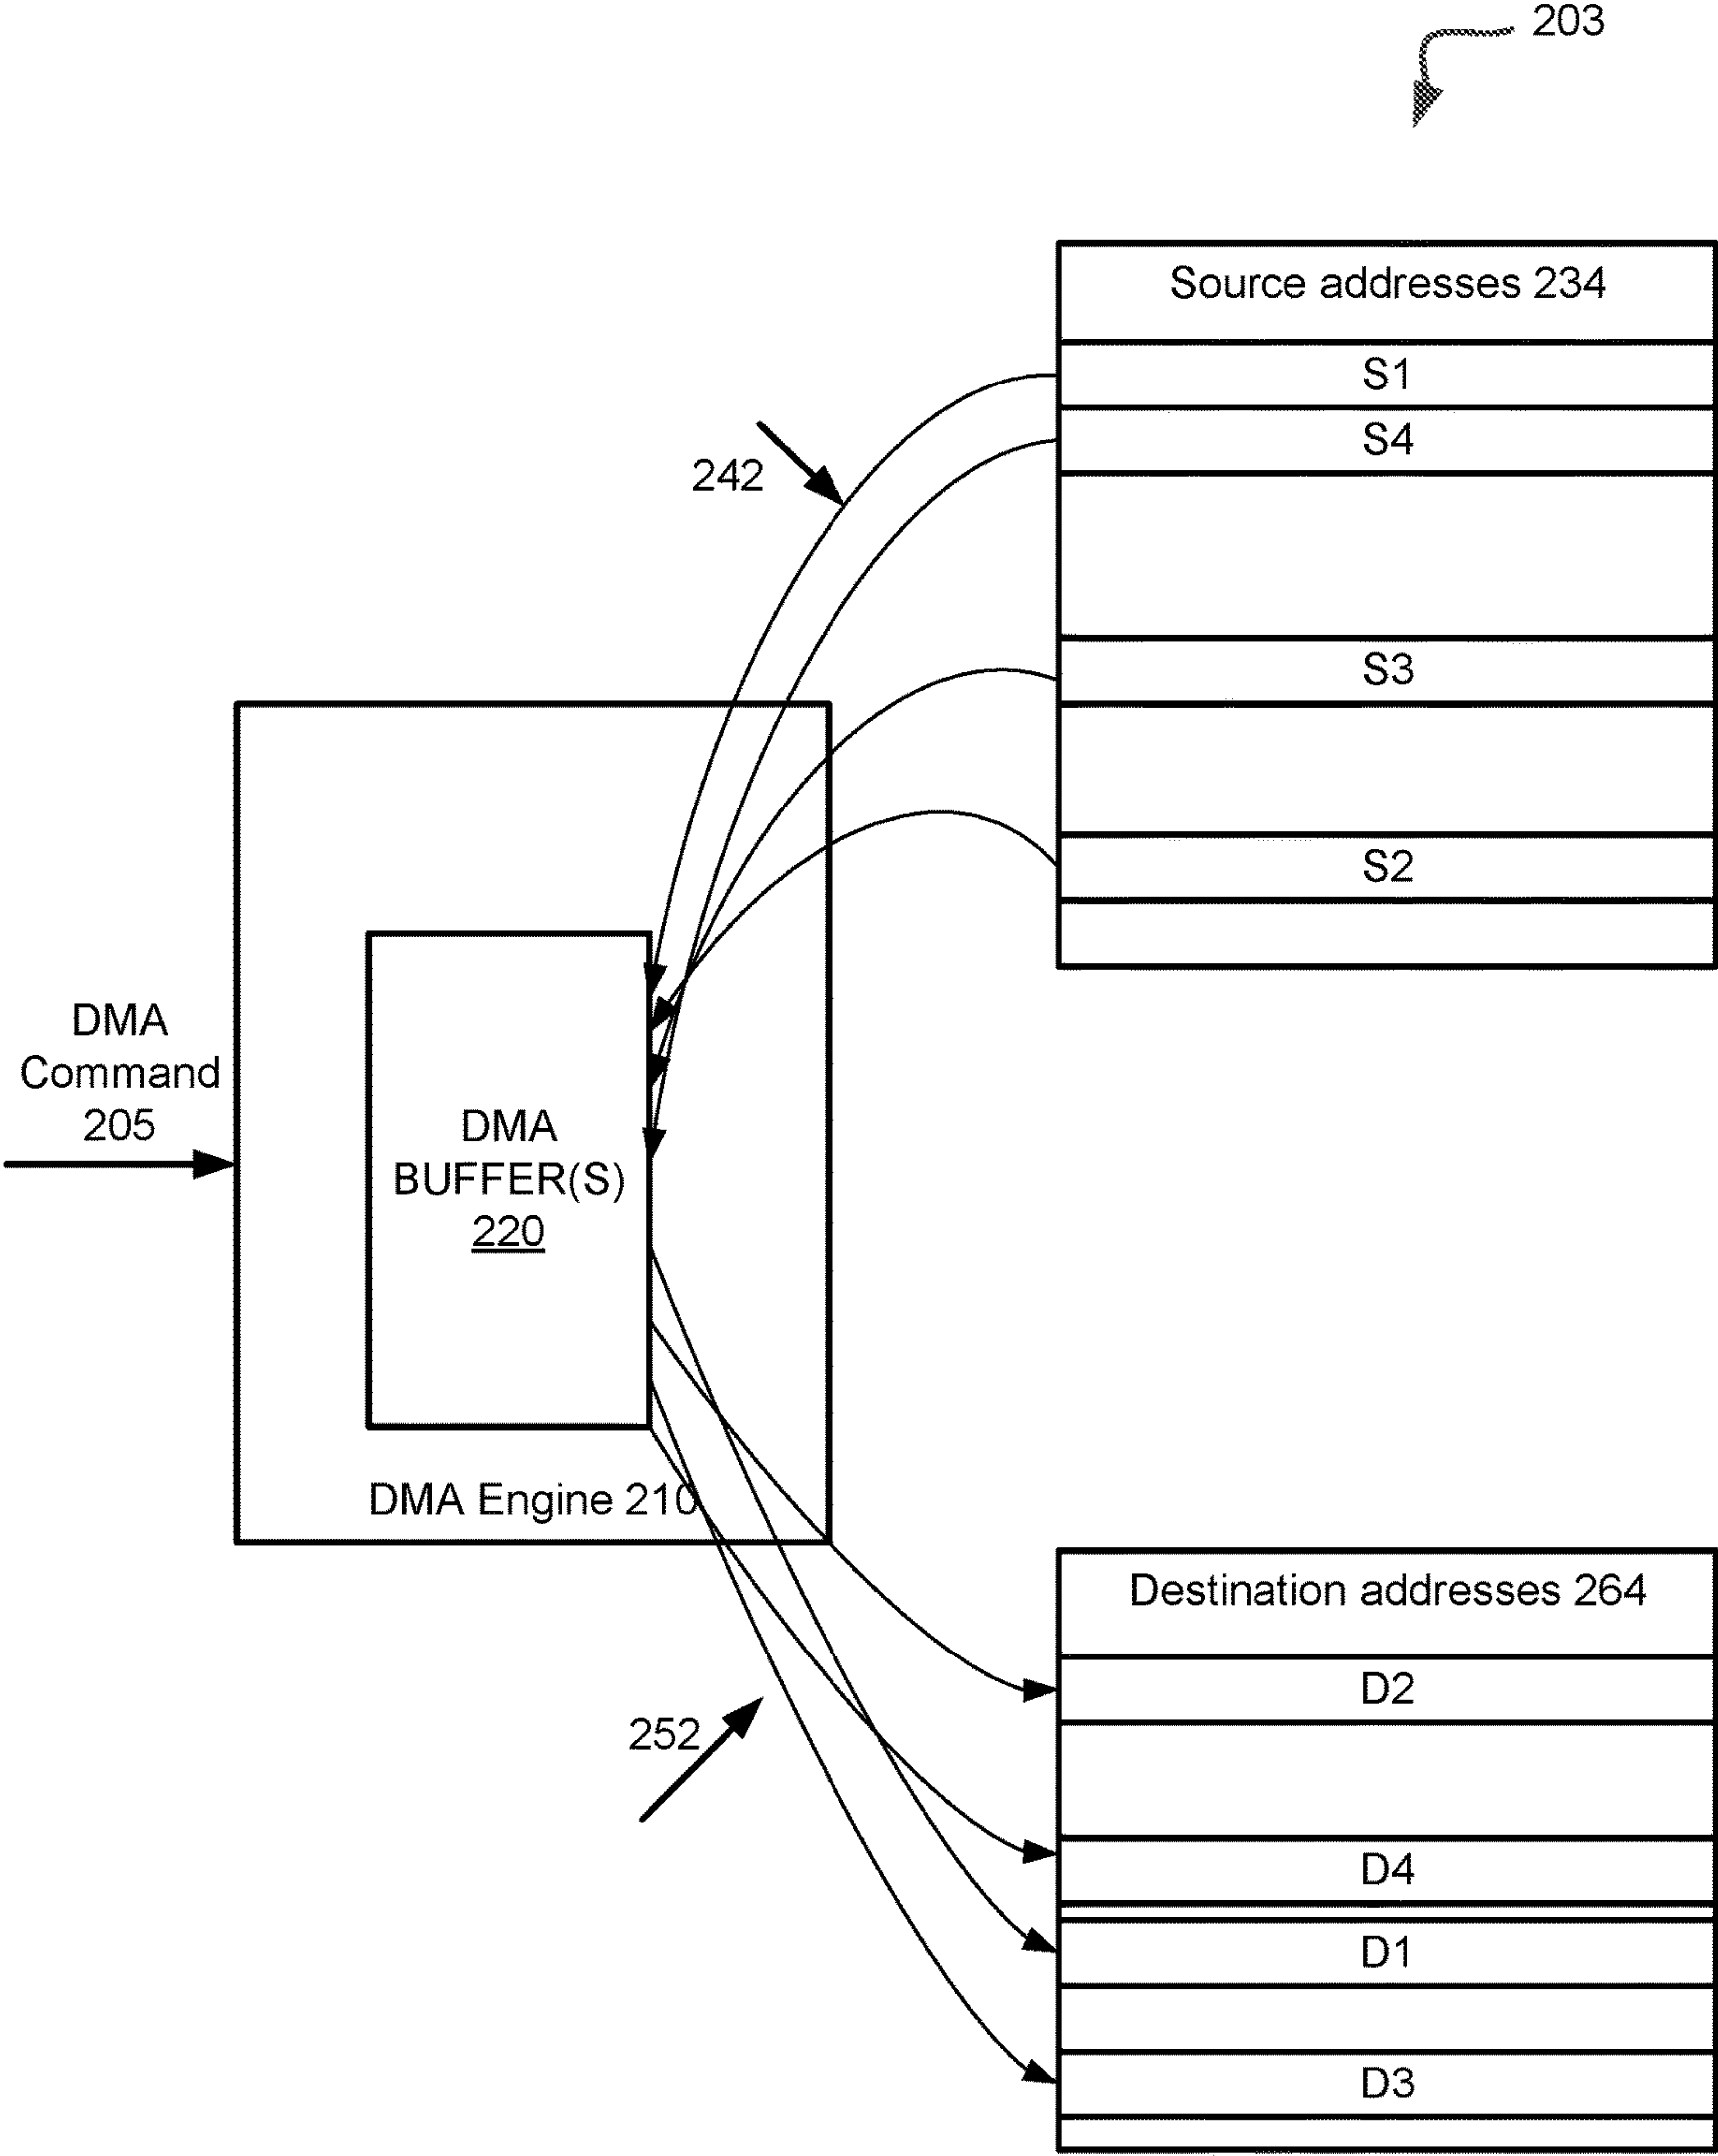 203
Source addresses 234
S1
S4
242
S3
S2
DMA
Command
205
DMA
BUFFER(S)
220
DMA Engine 210
Destination addresses 264
D2
252
D4
D1
D3